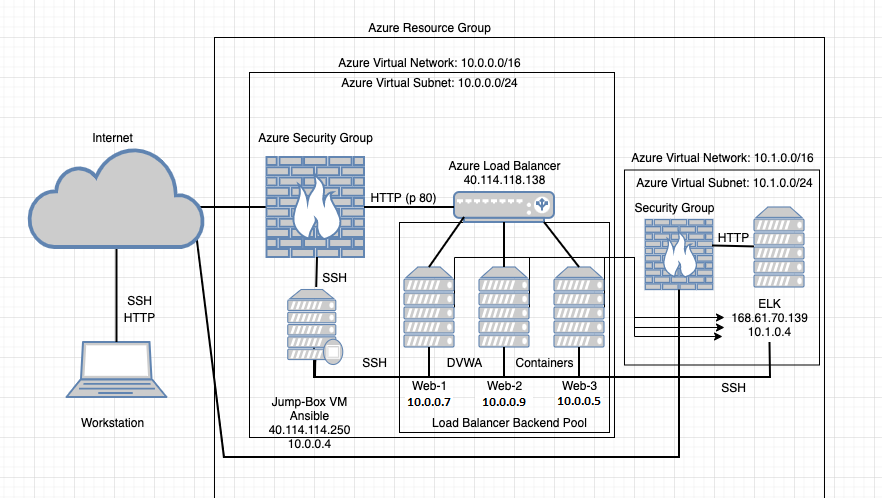 Azure Resource Group
Azure Virtual Network: 10.0.0.0/16
Azure Virtual Subnet: 10.0.0.0/24
Internet
Azure Security Group
Azure Load Balancer
40.114.118.138
HTTP (p 80)
Azure Virtual Network: 10.1.0.0/16
Azure Virtual Subnet: 10.1.0.0/24
Security Group
HTTP
SSH
SSH
HTTP
ELK
168.61.70.139
10.1.0.4
SSH
DVWA
Containers
Web-1
10.0.0.7
Web-2
10.0.0.9
Web-3
10.0.0.5
SSH
Workstation
Jump-Box VM
Ansible
40.114.114.250
10.0.0.4
Load Balancer Backend Pool